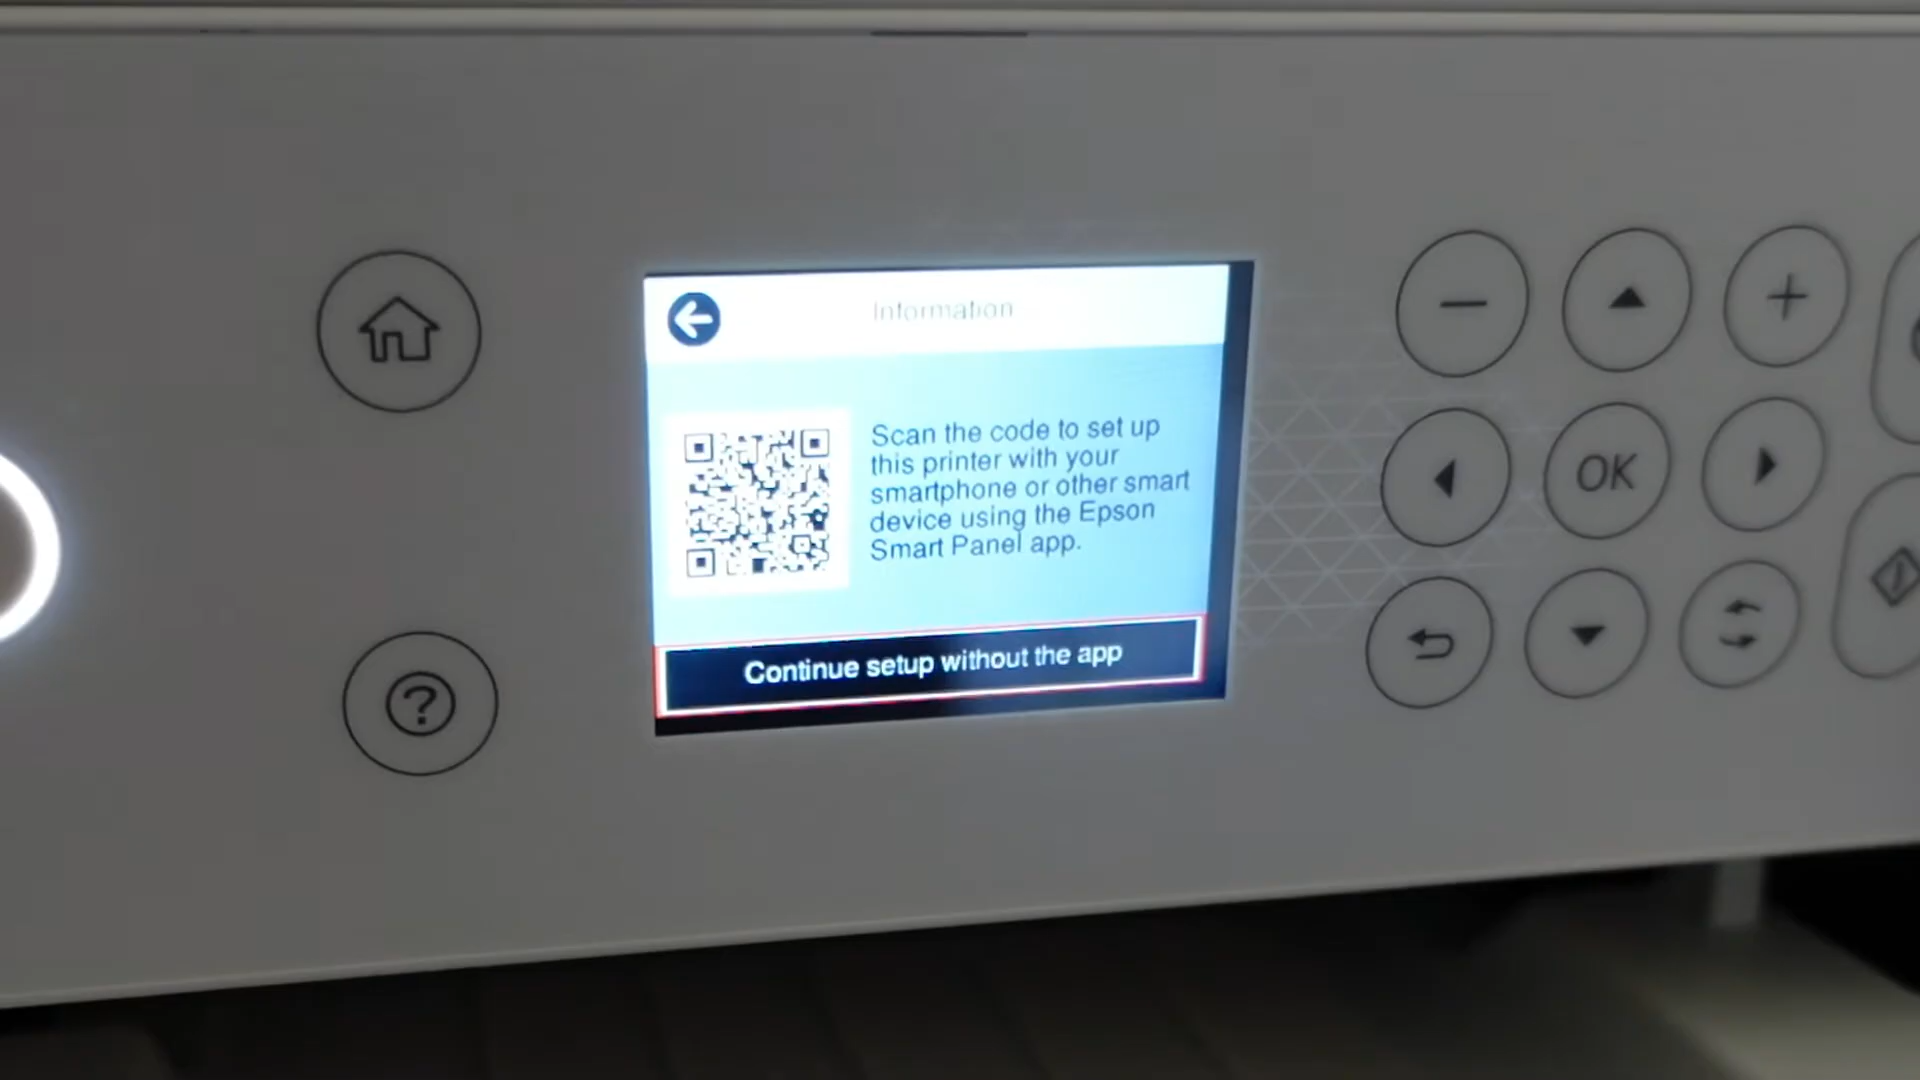 Information
Scan the code to set up
this printer with your
smartphone or other smart
device using the Epson
Smart Panel app.
Continue setup without the app
OK
?